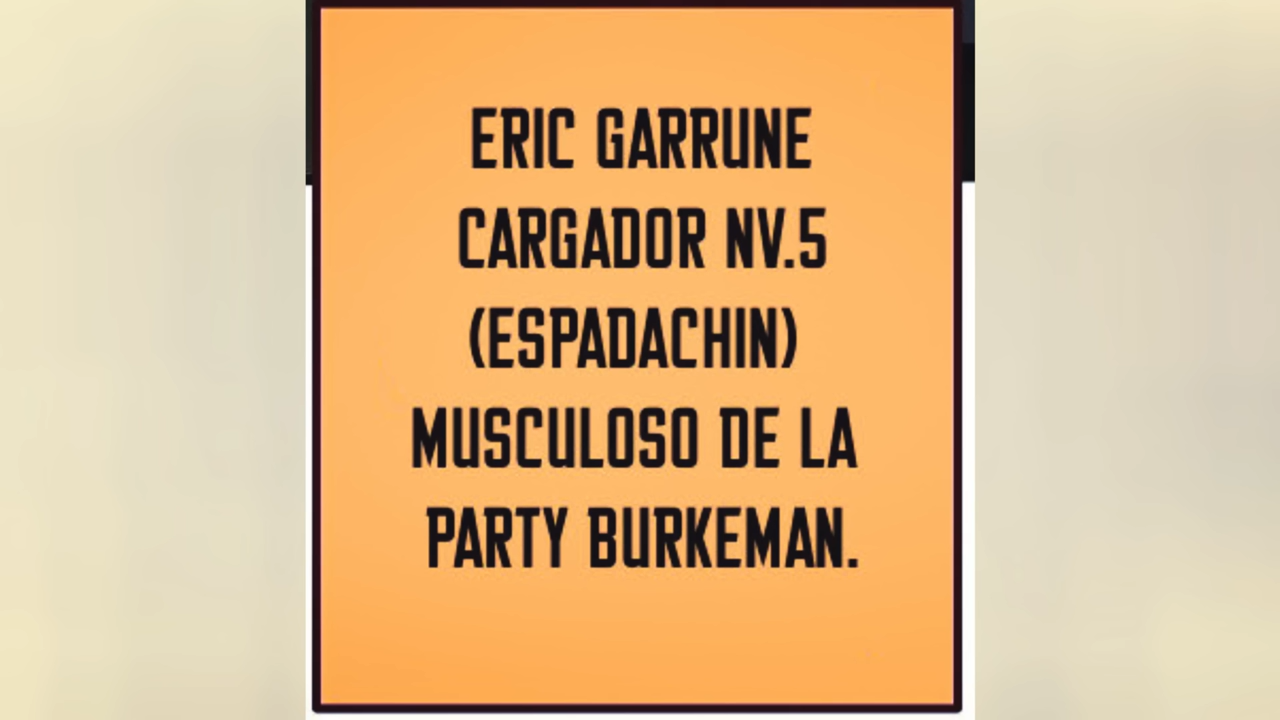 ERIC GARRUNE
CARGADOR NV.5
(ESPADACHIN)
MUSCULOSO DE LA
PARTY BURKEMAN.